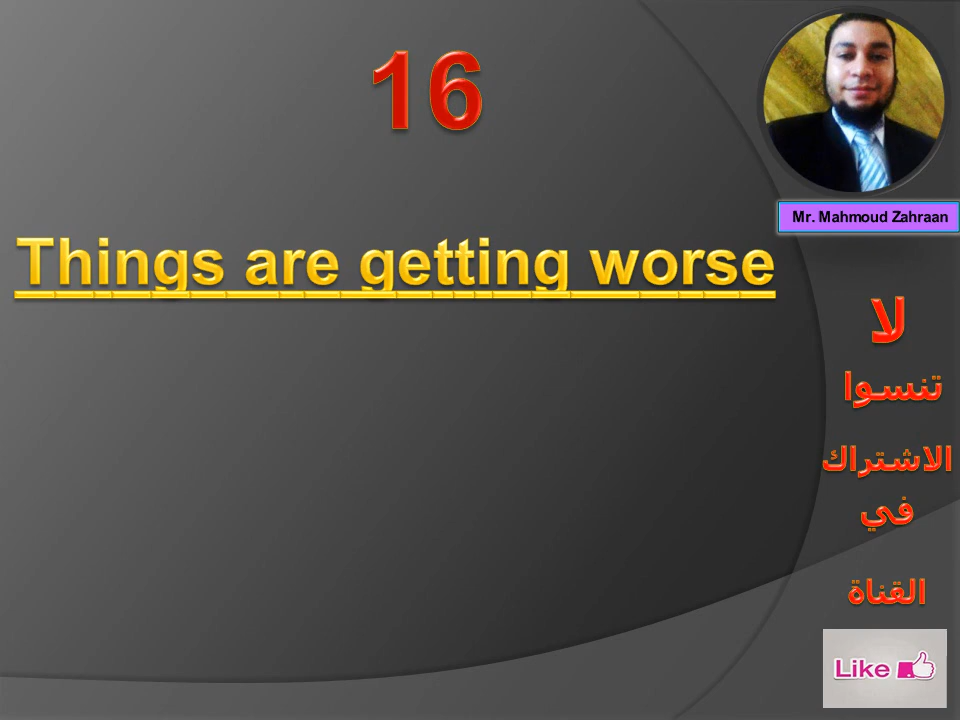 16
Mr. Mahmoud Zahraan
Things are getting worse
لا
تنسوا
الاشتراك
في
القناة
Like